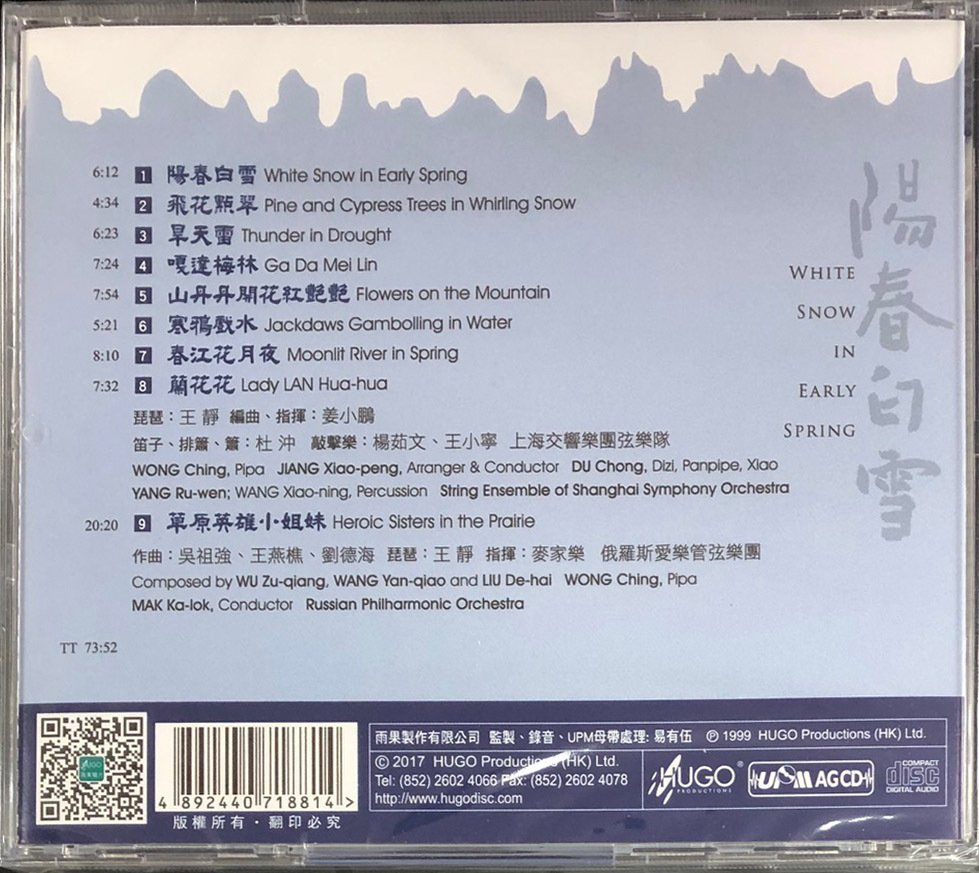 6:12 1 陽春白雪 White Snow in Early Spring
4:34 2 飛花點翠 Pine and Cypress Trees in Whirling Snow
6:23 3 旱天雷 Thunder in Drought
7:24 4 嘎達梅林 Ga Da Mei Lin
7:54 5 山丹丹開花紅艷艷 Flowers on the Mountain
5:21 6 寒鴉戲水 Jackdaws Gambolling in Water
8:10 7 春江花月夜 Moonlit River in Spring
7:32 8 蘭花花 Lady LAN Hua-hua
琵琶：王 靜 編曲、指揮：姜小鵬
笛子、排簫、簫：杜 沖 敲擊樂：楊茹文、王小寧 上海交響樂團弦樂隊
WONG Ching, Pipa JIANG Xiao-peng, Arranger & Conductor DU Chong, Dizi, Panpipe, Xiao
YANG Ru-wen; WANG Xiao-ning, Percussion String Ensemble of Shanghai Symphony Orchestra
20:20 9 草原英雄小姐妹 Heroic Sisters in the Prairie
作曲：吳祖強、王燕樵、劉德海 琵琶：王 靜 指揮：麥家樂 俄羅斯愛樂管弦樂團
Composed by WU Zu-qiang, WANG Yan-qiao and LIU De-hai WONG Ching, Pipa
MAK Ka-lok, Conductor Russian Philharmonic Orchestra
TT 73:52
WHITE
SNOW
IN
EARLY
SPRING
陽春白雪
HUGO
4 892440 718814 >
版權所有・翻印必究
雨果製作有限公司 監製、錄音、UPM母帶處理: 易有伍 ℗ 1999 HUGO Productions (HK) Ltd.
© 2017 HUGO Productions (HK) Ltd.
Tel: (852) 2602 4066 Fax: (852) 2602 4078
http://www.hugodisc.com
HUGO®
PRODUCTIONS
UPM AGCD
COMPACT
disc
DIGITAL AUDIO